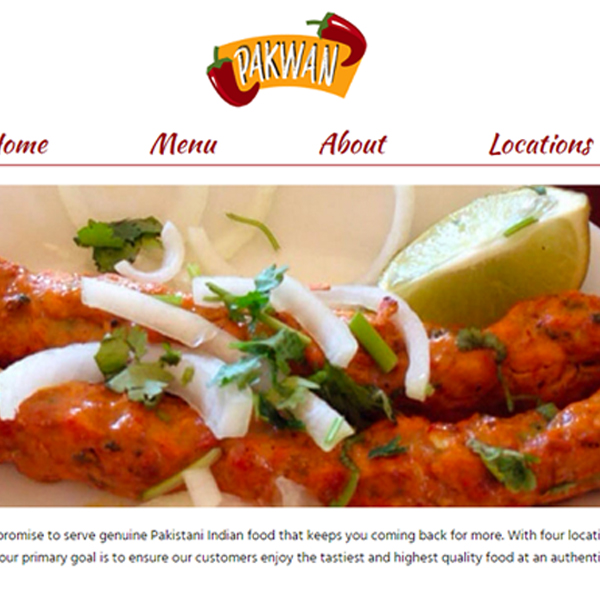 PAKWAN
Home Menu About Locations
promise to serve genuine Pakistani Indian food that keeps you coming back for more. With four locati
our primary goal is to ensure our customers enjoy the tastiest and highest quality food at an authenti